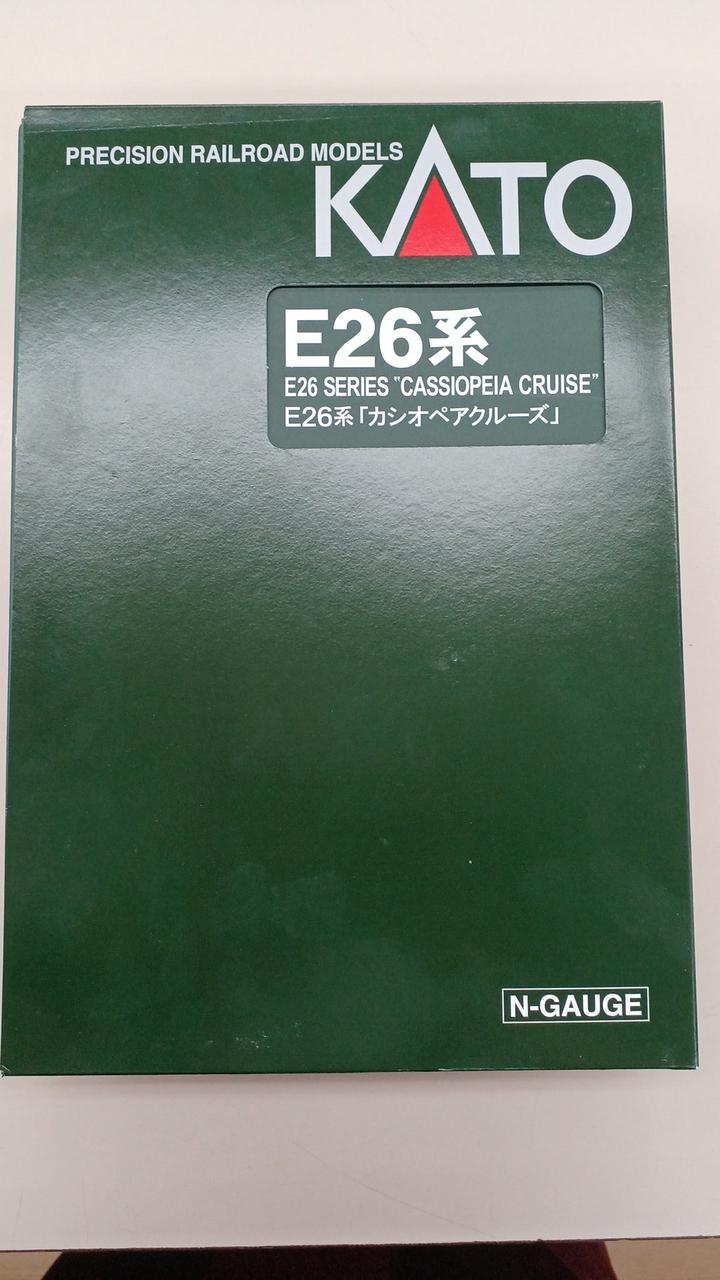 PRECISION RAILROAD MODELS
KATO
E26系
E26 SERIES "CASSIOPEIA CRUISE"
E26系「カシオペアクルーズ」
N-GAUGE